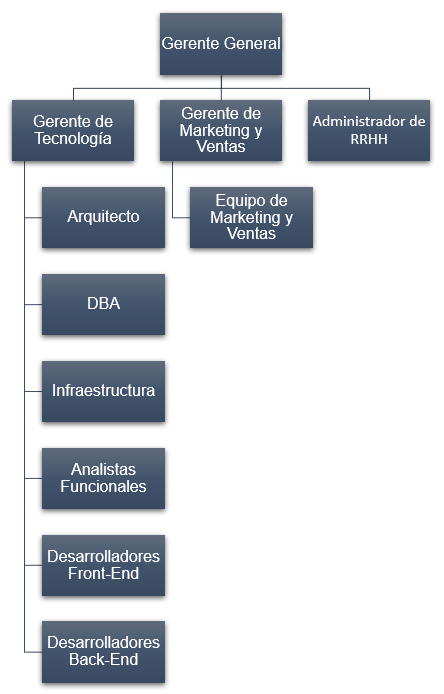 Gerente General
Gerente de
Tecnología
Gerente de
Marketing y
Ventas
Administrador de
RRHH
Arquitecto
Equipo de
Marketing y
Ventas
DBA
Infraestructura
Analistas
Funcionales
Desarrolladores
Front-End
Desarrolladores
Back-End